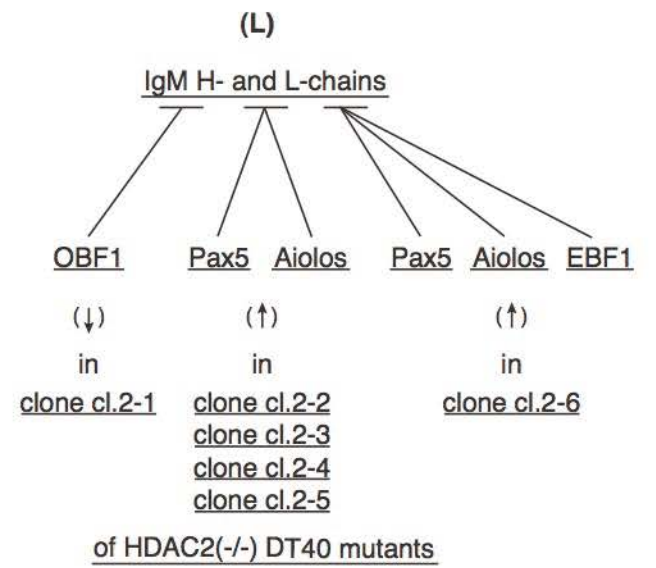 (L)
IgM H- and L-chains
OBF1 Pax5 Aiolos Pax5 Aiolos EBF1
(↓) (↑) (↑)
in in in
clone cl.2-1 clone cl.2-2 clone cl.2-6
clone cl.2-3
clone cl.2-4
clone cl.2-5
of HDAC2(-/-) DT40 mutants